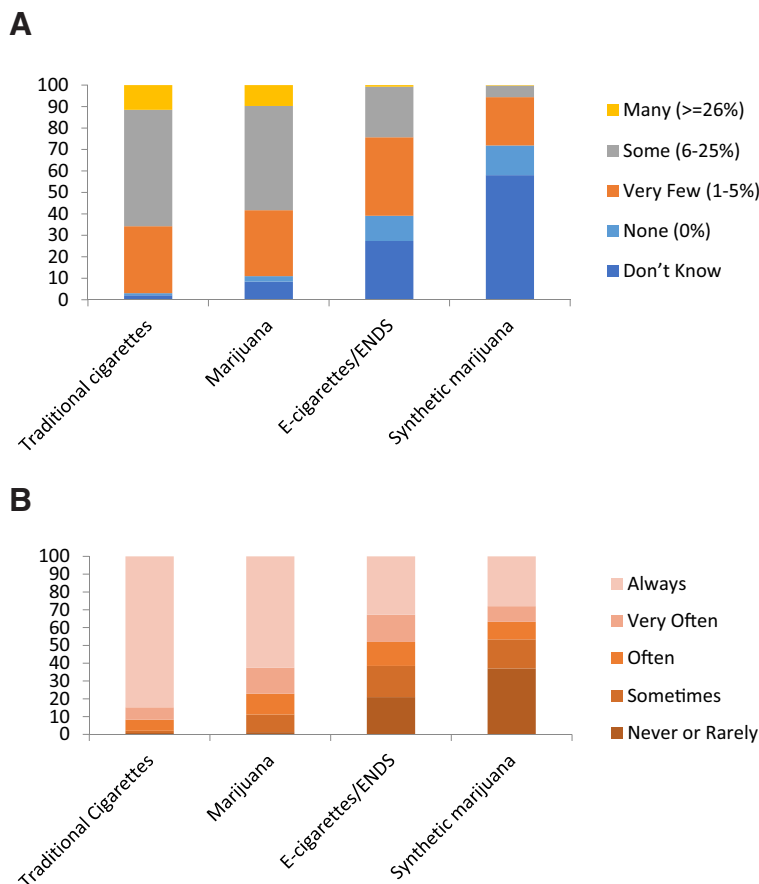 A
100
90
80
70
60
50
40
30
20
10
0
Many (>=26%)
Some (6-25%)
Very Few (1-5%)
None (0%)
Don't Know
Traditional cigarettes
Marijuana
E-cigarettes/ENDS
Synthetic marijuana
B
100
90
80
70
60
50
40
30
20
10
0
Always
Very Often
Often
Sometimes
Never or Rarely
Traditional Cigarettes
Marijuana
E-cigarettes/ENDS
Synthetic marijuana